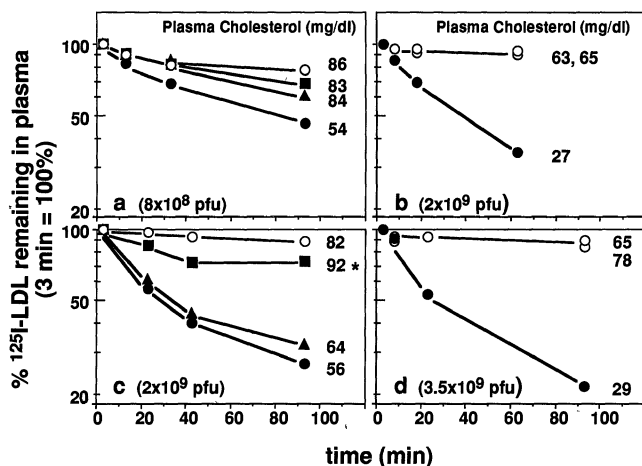 Plasma Cholesterol (mg/dl)
100
50
20
86
83
84
54
a (8x10⁸ pfu)
Plasma Cholesterol (mg/dl)
63, 65
27
b (2x10⁹ pfu)
100
50
20
82
92 *
64
56
c (2x10⁹ pfu)
65
78
29
d (3.5x10⁹ pfu)
0 20 40 60 80 100
0 20 40 60 80 100
time (min)
% ¹²⁵I-LDL remaining in plasma
(3 min = 100%)